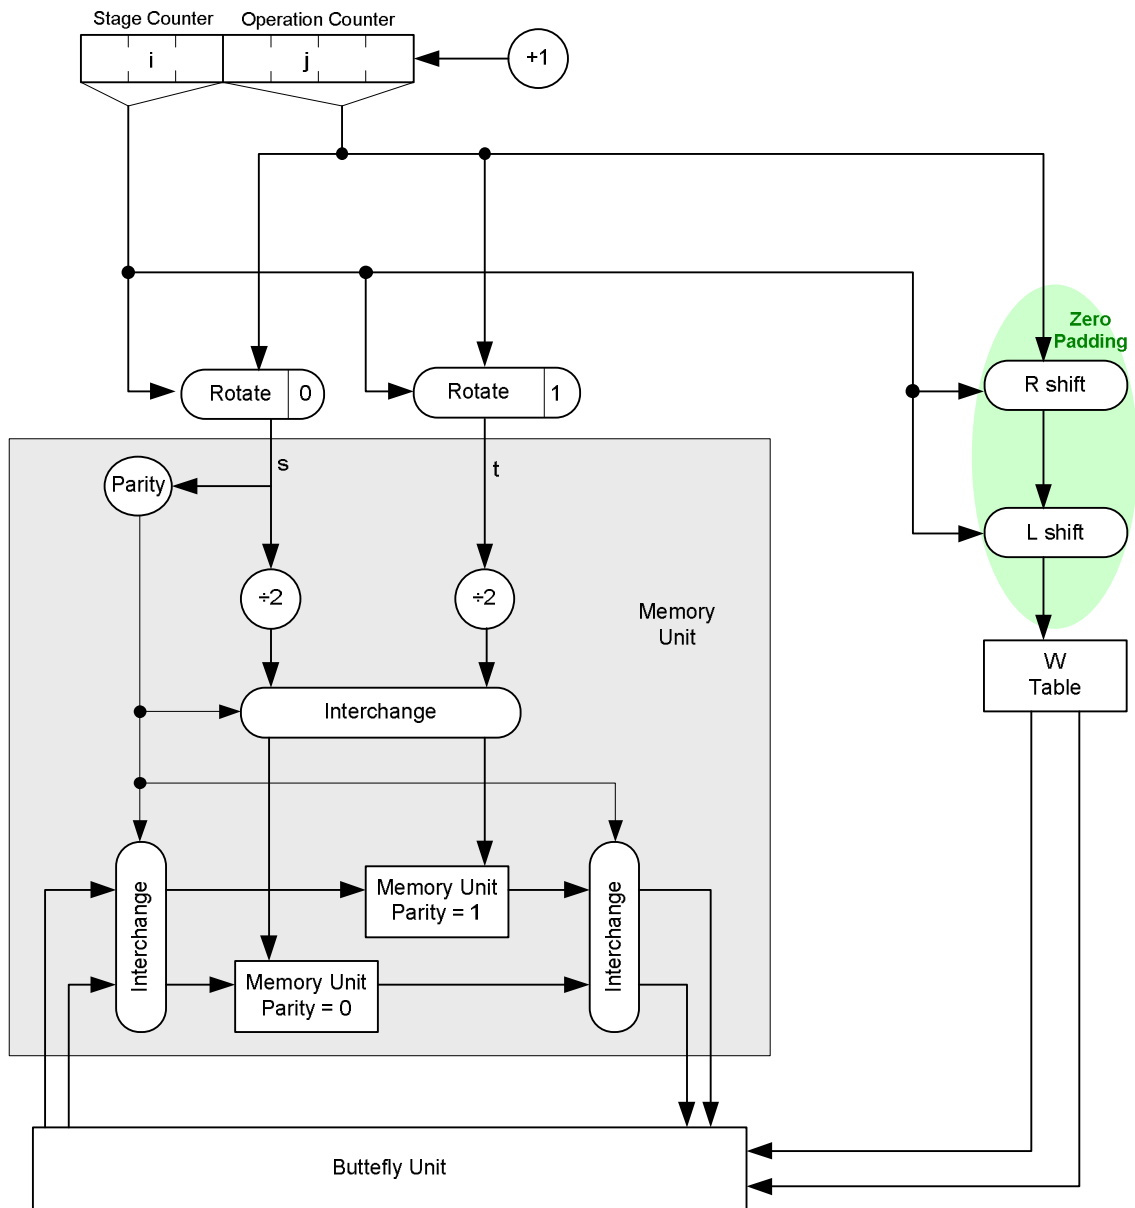 Stage Counter
Operation Counter
i
j
+1
Zero
Padding
Rotate
0
Rotate
1
R shift
s
t
Parity
L shift
÷2
÷2
Memory
Unit
W
Table
Interchange
Interchange
Memory Unit
Parity = 1
Interchange
Memory Unit
Parity = 0
Buttefly Unit